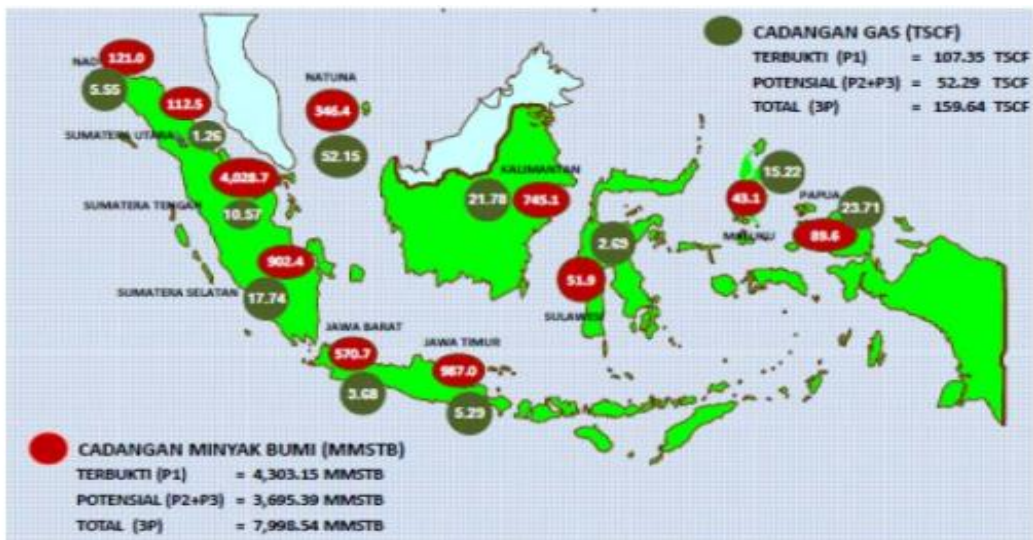 CADANGAN GAS (TSCF)
TERBUKTI (P1) = 107.35 TSCF
POTENSIAL (P2+P3) = 52.29 TSCF
TOTAL (3P) = 159.64 TSCF
121.0
NAD
5.55
112.5
SUMATERA UTARA
1.26
NATUNA
346.4
52.15
4,028.7
SUMATERA TENGAH
10.57
KALIMANTAN
21.78
745.1
15.22
43.1
MALUKU
PAPUA
23.71
89.6
902.4
SUMATERA SELATAN
17.74
2.69
51.9
SULAWESI
JAWA BARAT
570.7
3.68
JAWA TIMUR
987.0
5.29
CADANGAN MINYAK BUMI (MMSTB)
TERBUKTI (P1) = 4,303.15 MMSTB
POTENSIAL (P2+P3) = 3,695.39 MMSTB
TOTAL (3P) = 7,998.54 MMSTB